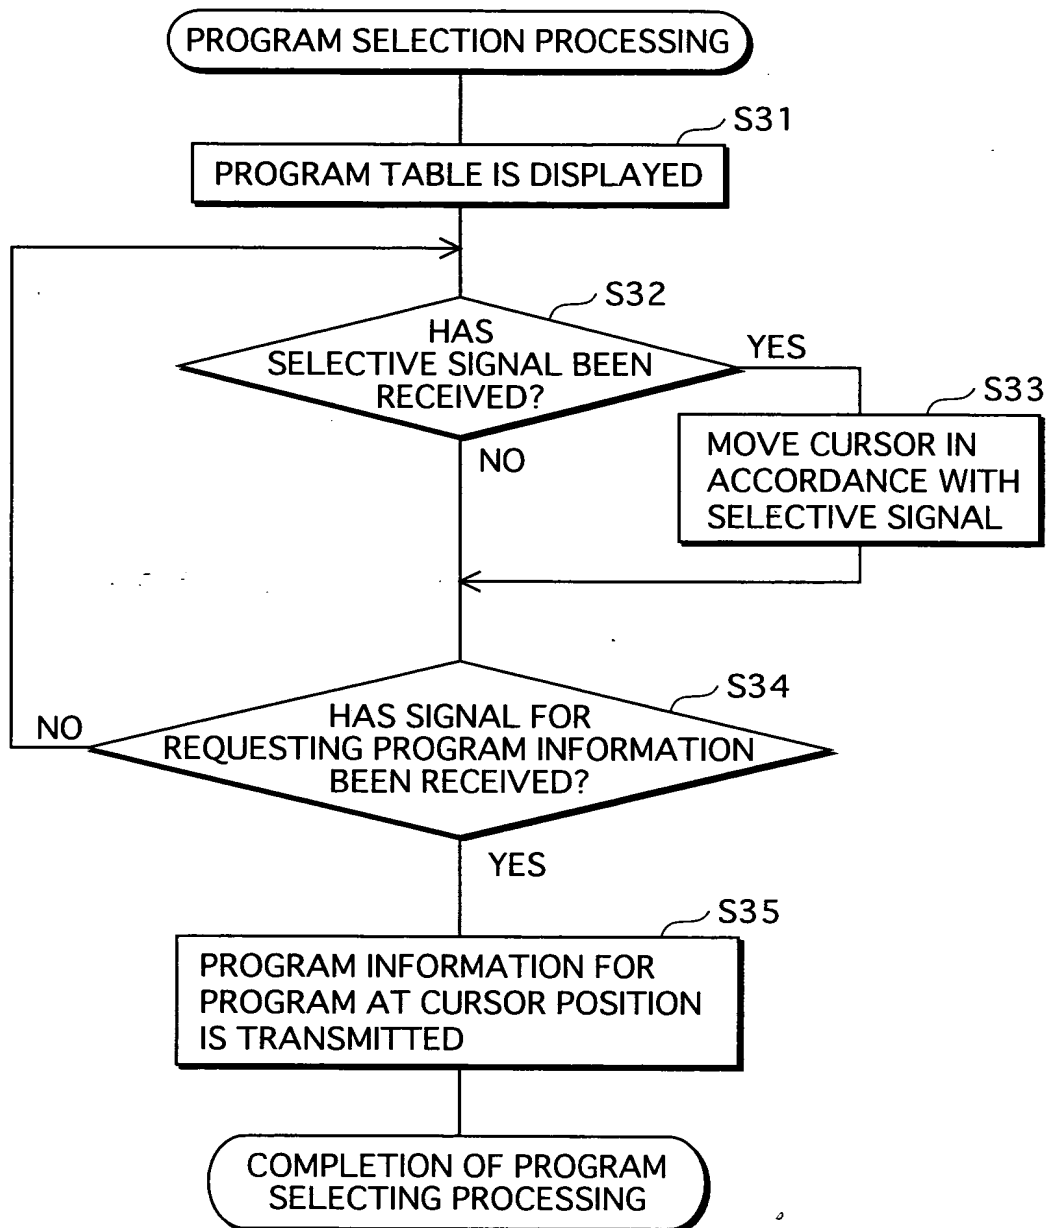 PROGRAM SELECTION PROCESSING
S31
PROGRAM TABLE IS DISPLAYED
S32
HAS
SELECTIVE SIGNAL BEEN
RECEIVED?
YES
S33
MOVE CURSOR IN
ACCORDANCE WITH
SELECTIVE SIGNAL
NO
S34
HAS SIGNAL FOR
REQUESTING PROGRAM INFORMATION
BEEN RECEIVED?
NO
YES
S35
PROGRAM INFORMATION FOR
PROGRAM AT CURSOR POSITION
IS TRANSMITTED
COMPLETION OF PROGRAM
SELECTING PROCESSING